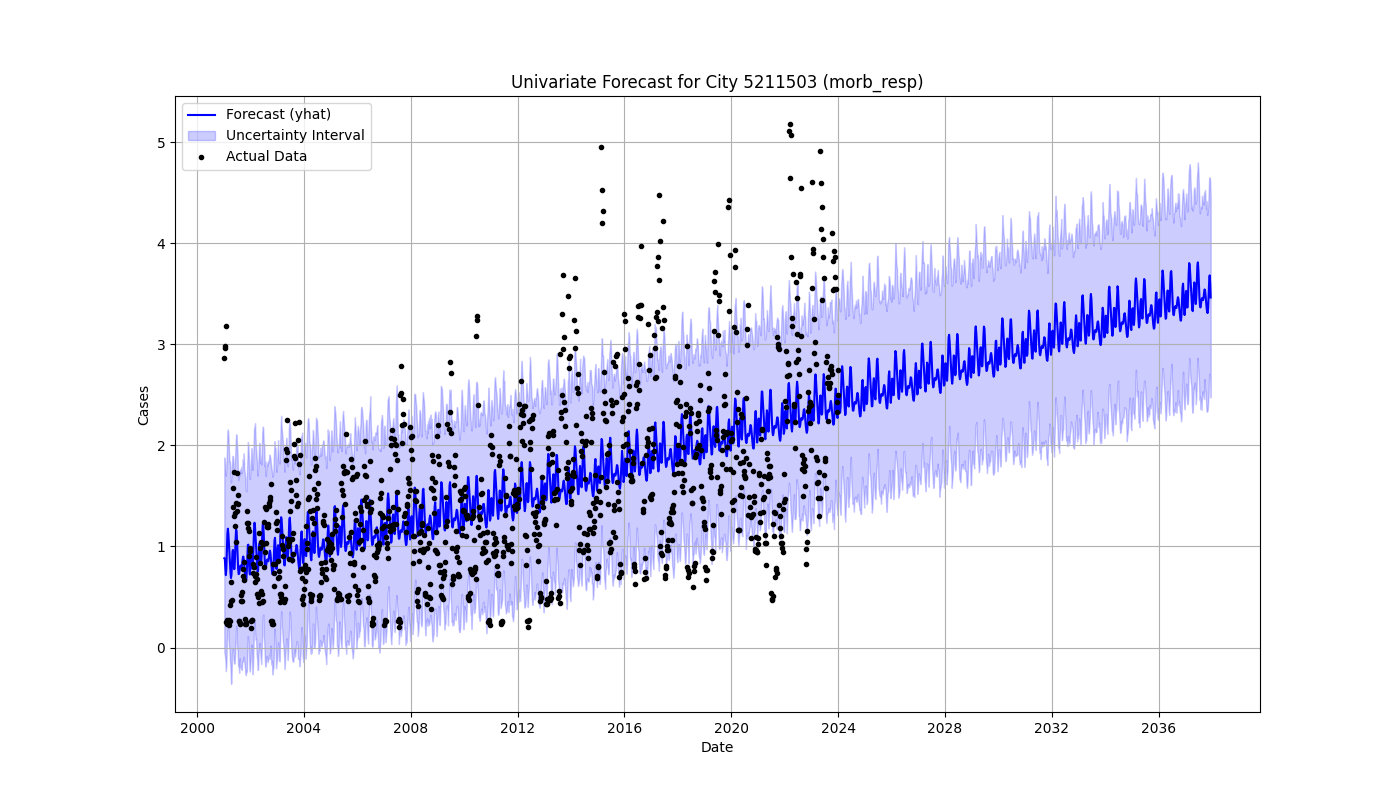 Univariate Forecast for City 5211503 (morb_resp)
Forecast (yhat)
Uncertainty Interval
Actual Data
Cases
5
4
3
2
1
0
2000 2004 2008 2012 2016 2020 2024 2028 2032 2036
Date